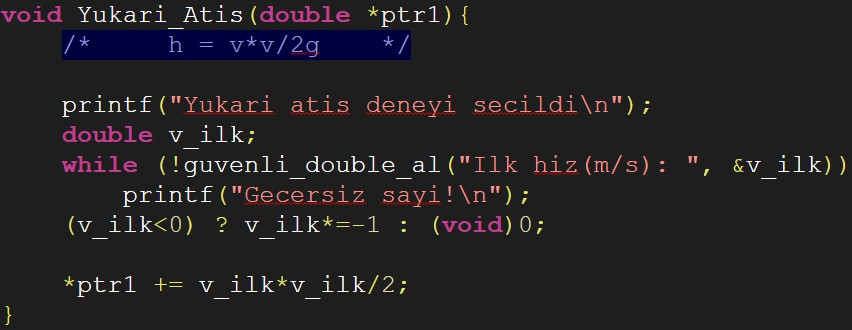 void Yukari_Atis(double *ptr1){
/*     h = v*v/2g     */
printf("Yukari atis deneyi secildi\n");
double v_ilk;
while (!guvenli_double_al("Ilk hiz(m/s): ", &v_ilk))
printf("Gecersiz sayi!\n");
(v_ilk<0) ? v_ilk*=-1 : (void)0;
*ptr1 += v_ilk*v_ilk/2;
}